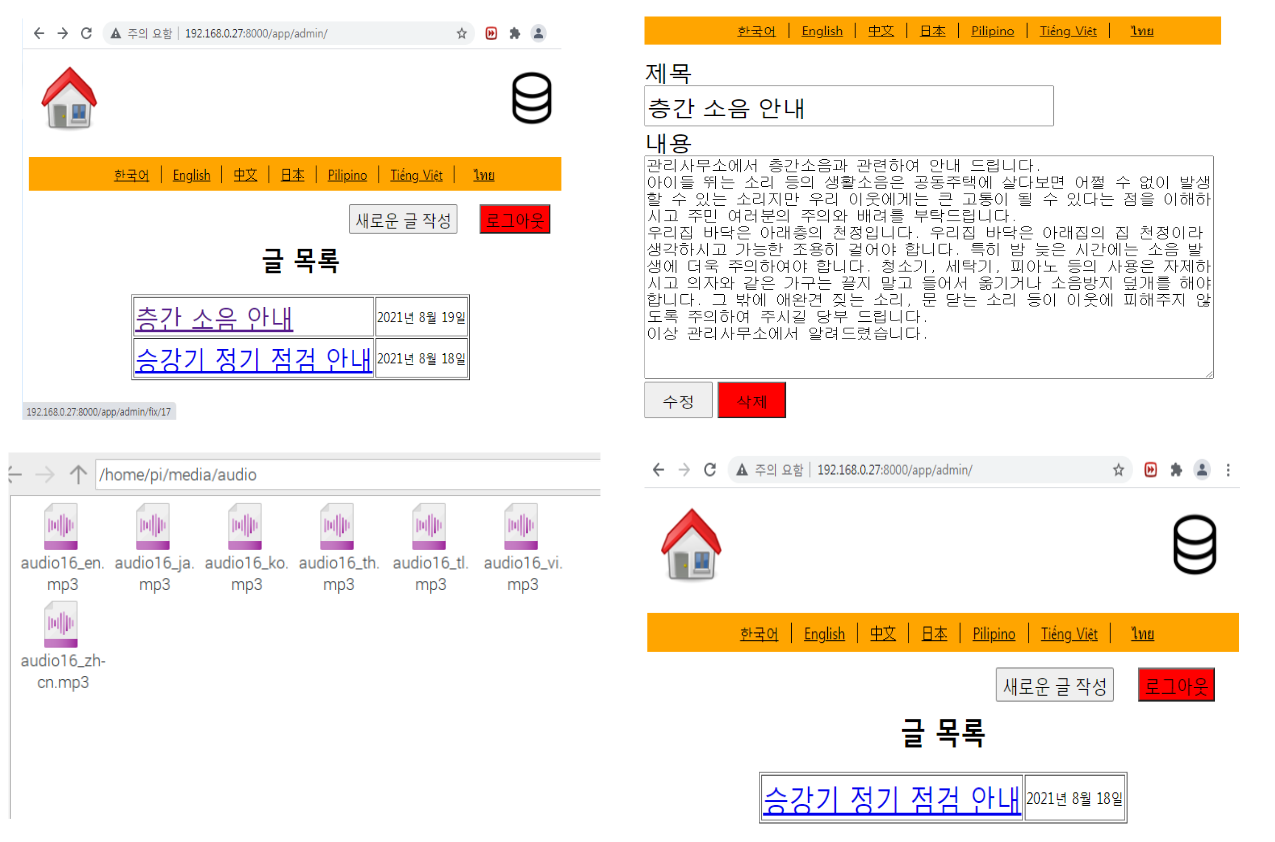 주의 요함 192.168.0.27:8000/app/admin/
한국어 English 中文 日本 Pilipino Tiếng Việt ไทย
새로운 글 작성 로그아웃
글 목록
층간 소음 안내 2021년 8월 19일
승강기 정기 점검 안내 2021년 8월 18일
192.168.0.27:8000/app/admin/fix/17
한국어 English 中文 日本 Pilipino Tiếng Việt ไทย
제목
층간 소음 안내
내용
관리사무소에서 층간소음과 관련하여 안내 드립니다.
아이들 뛰는 소리 등의 생활소음은 공동주택에 살다보면 어쩔 수 없이 발생
할 수 있는 소리지만 우리 이웃에게는 큰 고통이 될 수 있다는 점을 이해하
시고 주민 여러분의 주의와 배려를 부탁드립니다.
우리집 바닥은 아래층의 천정입니다. 우리집 바닥은 아래집의 집 천정이라
생각하시고 가능한 조용히 걸어야 합니다. 특히 밤 늦은 시간에는 소음 발
생에 더욱 주의하여야 합니다. 청소기, 세탁기, 피아노 등의 사용은 자제하
시고 의자와 같은 가구는 끌지 말고 들어서 옮기거나 소음방지 덮개를 해야
합니다. 그 밖에 애완견 짖는 소리, 문 닫는 소리 등이 이웃에 피해주지 않
도록 주의하여 주시길 당부 드립니다.
이상 관리사무소에서 알려드렸습니다.
수정 삭제
/home/pi/media/audio
audio16_en. audio16_ja. audio16_ko. audio16_th. audio16_tl. audio16_vi.
mp3 mp3 mp3 mp3 mp3 mp3
audio16_zh-
cn.mp3
주의 요함 192.168.0.27:8000/app/admin/
한국어 English 中文 日本 Pilipino Tiếng Việt ไทย
새로운 글 작성 로그아웃
글 목록
승강기 정기 점검 안내 2021년 8월 18일